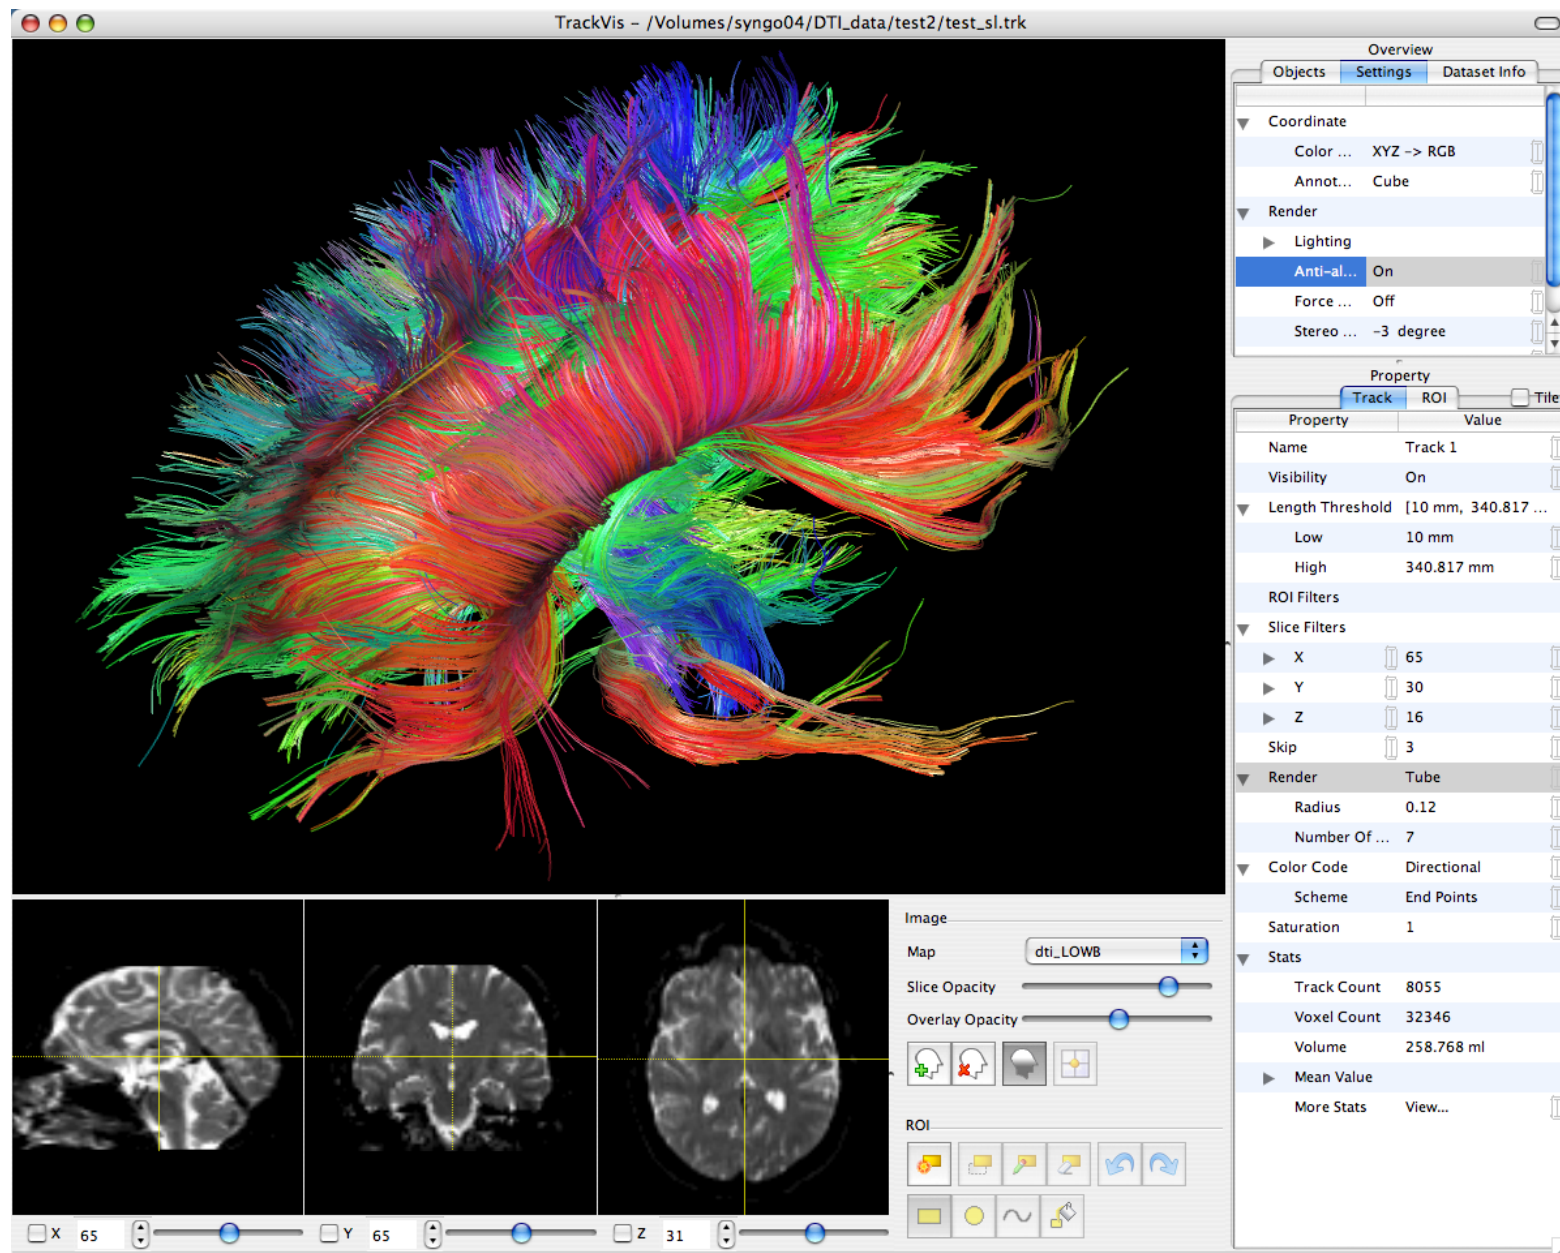 TrackVis – /Volumes/syngo04/DTI_data/test2/test_sl.trk
Overview
Objects Settings Dataset Info
Coordinate
Color ... XYZ -> RGB
Annot... Cube
Render
Lighting
Anti-al... On
Force ... Off
Stereo ... -3 degree
Property
Track ROI Tile
Property Value
Name Track 1
Visibility On
Length Threshold [10 mm, 340.817 ...
Low 10 mm
High 340.817 mm
ROI Filters
Slice Filters
X 65
Y 30
Z 16
Skip 3
Render Tube
Radius 0.12
Number Of ... 7
Color Code Directional
Scheme End Points
Saturation 1
Stats
Track Count 8055
Voxel Count 32346
Volume 258.768 ml
Mean Value
More Stats View...
Image
Map dti_LOWB
Slice Opacity
Overlay Opacity
ROI
X 65 Y 65 Z 31